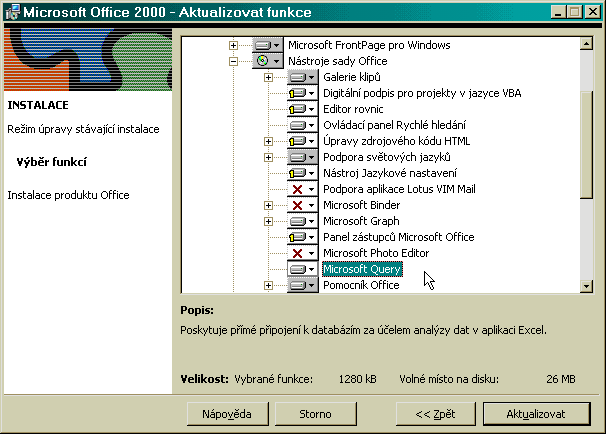 Microsoft Office 2000 - Aktualizovat funkce
INSTALACE
Režim úpravy stávající instalace
Výběr funkcí
Instalace produktu Office
Microsoft FrontPage pro Windows
Nástroje sady Office
Galerie klipů
Digitální podpis pro projekty v jazyce VBA
Editor rovnic
Ovládací panel Rychlé hledání
Úpravy zdrojového kódu HTML
Podpora světových jazyků
Nástroj Jazykové nastavení
Podpora aplikace Lotus VIM Mail
Microsoft Binder
Microsoft Graph
Panel zástupců Microsoft Office
Microsoft Photo Editor
Microsoft Query
Pomocník Office
Popis:
Poskytuje přímé připojení k databázím za účelem analýzy dat v aplikaci Excel.
Velikost: Vybrané funkce: 1280 kB Volné místo na disku: 26 MB
Nápověda Storno << Zpět Aktualizovat